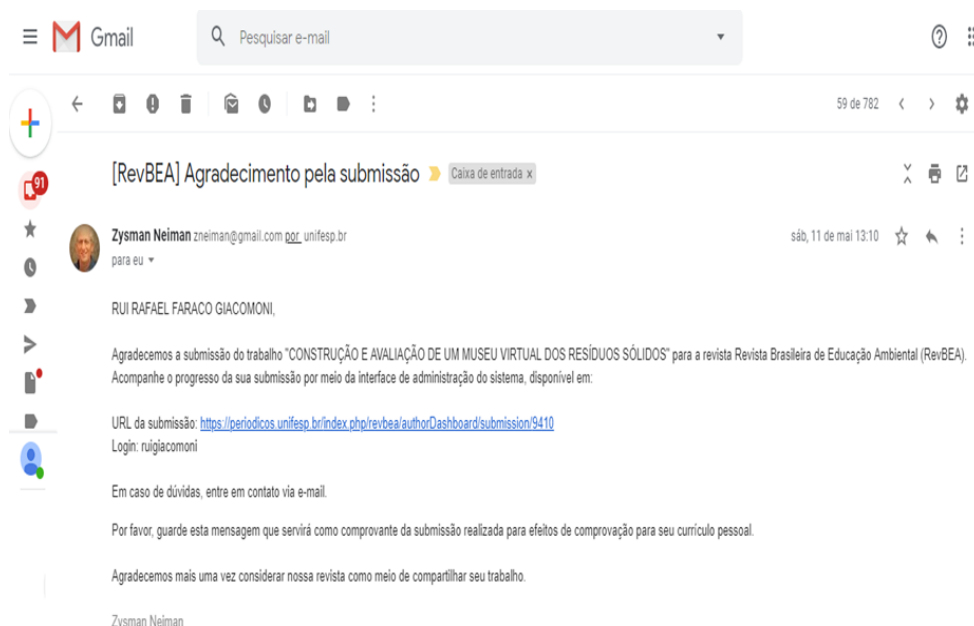 Gmail
Pesquisar e-mail
59 de 782
[RevBEA] Agradecimento pela submissão
Caixa de entrada x
91
Zysman Neiman zneiman@gmail.com por unifesp.br
sáb, 11 de mai 13:10
para eu
RUI RAFAEL FARACO GIACOMONI,
Agradecemos a submissão do trabalho "CONSTRUÇÃO E AVALIAÇÃO DE UM MUSEU VIRTUAL DOS RESÍDUOS SÓLIDOS" para a revista Revista Brasileira de Educação Ambiental (RevBEA).
Acompanhe o progresso da sua submissão por meio da interface de administração do sistema, disponível em:
URL da submissão: https://periodicos.unifesp.br/index.php/revbea/authorDashboard/submission/9410
Login: ruigiacomoni
Em caso de dúvidas, entre em contato via e-mail.
Por favor, guarde esta mensagem que servirá como comprovante da submissão realizada para efeitos de comprovação para seu currículo pessoal.
Agradecemos mais uma vez considerar nossa revista como meio de compartilhar seu trabalho.
Zysman Neiman